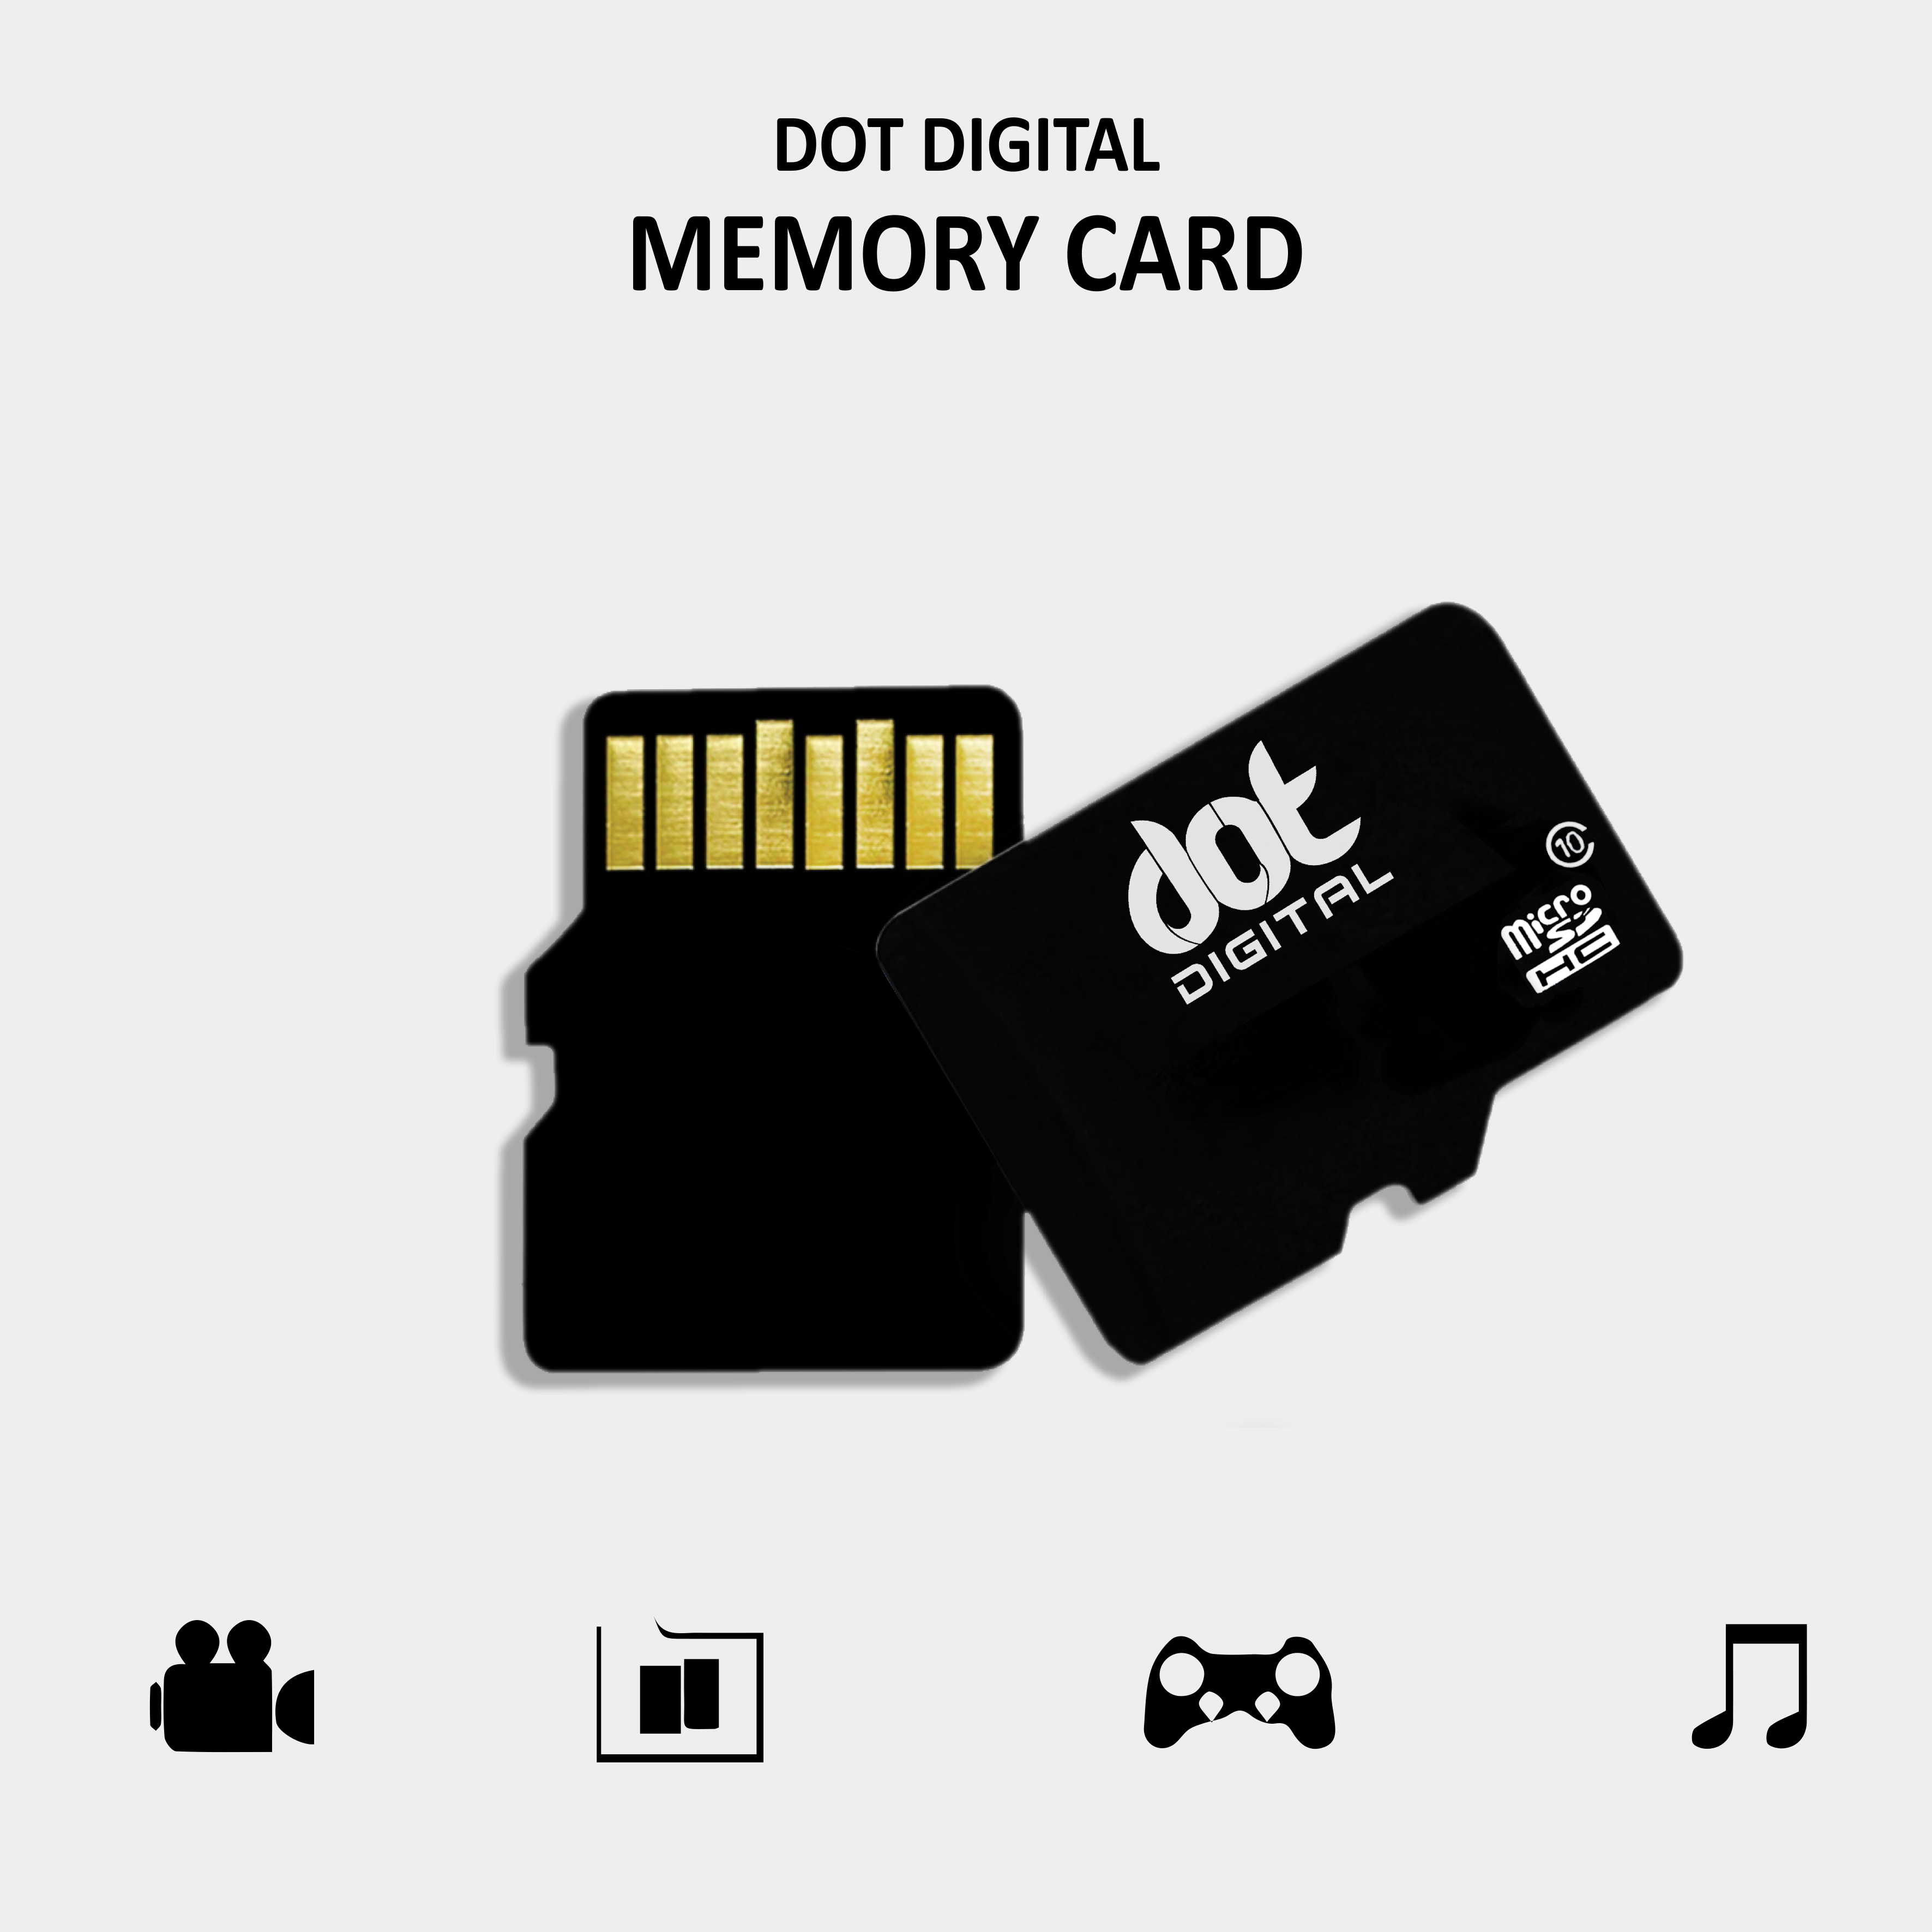 DOT DIGITAL
MEMORY CARD
dot
DIGITAL
10
micro
SD
HC